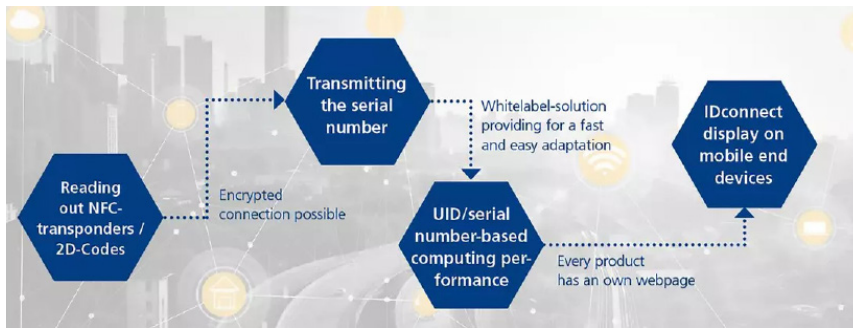 Reading
out NFC-
transponders /
2D-Codes
Encrypted
connection possible
Transmitting
the serial
number
Whitelabel-solution
providing for a fast
and easy adaptation
UID/serial
number-based
computing per-
formance
Every product
has an own webpage
IDconnect
display on
mobile end
devices